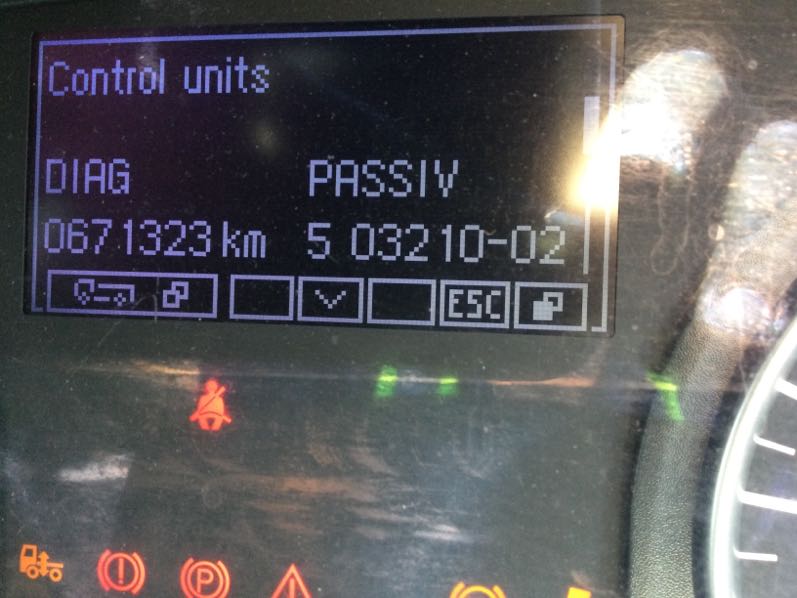 Control units
DIAG PASSIV
0671323 km 5 03210-02
ESC
P